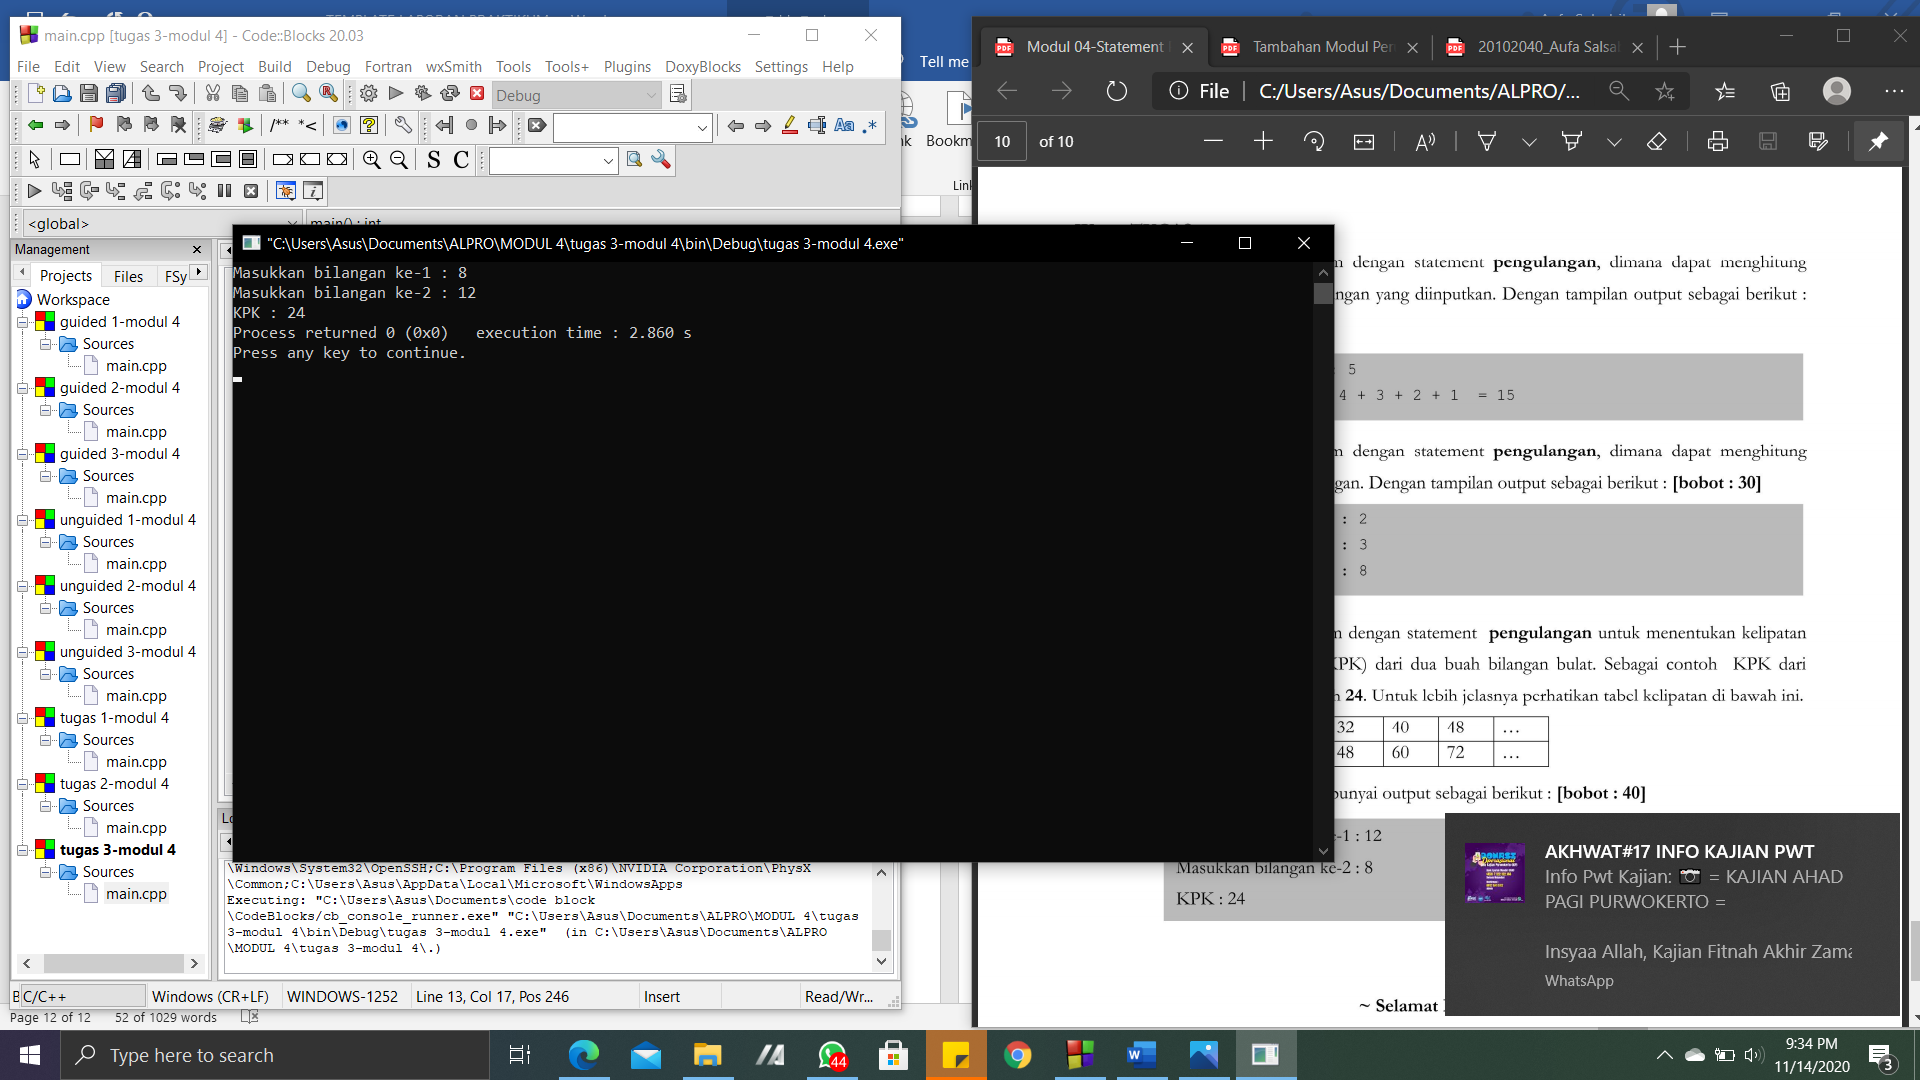 main.cpp [tugas 3-modul 4] - Code::Blocks 20.03
File Edit View Search Project Build Debug Fortran wxSmith Tools Tools+ Plugins DoxyBlocks Settings Help
Debug
<global>
main() : int
Management
Projects Files FSy
Workspace
guided 1-modul 4
Sources
main.cpp
guided 2-modul 4
Sources
main.cpp
guided 3-modul 4
Sources
main.cpp
unguided 1-modul 4
Sources
main.cpp
unguided 2-modul 4
Sources
main.cpp
unguided 3-modul 4
Sources
main.cpp
tugas 1-modul 4
Sources
main.cpp
tugas 2-modul 4
Sources
main.cpp
tugas 3-modul 4
Sources
main.cpp
"C:\Users\Asus\Documents\ALPRO\MODUL 4\tugas 3-modul 4\bin\Debug\tugas 3-modul 4.exe"
Masukkan bilangan ke-1 : 8
Masukkan bilangan ke-2 : 12
KPK : 24
Process returned 0 (0x0)   execution time : 2.860 s
Press any key to continue.
\Windows\System32\OpenSSH;C:\Program Files (x86)\NVIDIA Corporation\PhysX
\Common;C:\Users\Asus\AppData\Local\Microsoft\WindowsApps
Executing: "C:\Users\Asus\Documents\code block
\CodeBlocks/cb_console_runner.exe" "C:\Users\Asus\Documents\ALPRO\MODUL 4\tugas
3-modul 4\bin\Debug\tugas 3-modul 4.exe"  (in C:\Users\Asus\Documents\ALPRO
\MODUL 4\tugas 3-modul 4\.)
C/C++ Windows (CR+LF) WINDOWS-1252 Line 13, Col 17, Pos 246 Insert Read/Wr...
Page 12 of 12 52 of 1029 words
Tell me
Bookm
Link
Modul 04-Statement
Tambahan Modul Per
20102040_Aufa Salsal
File C:/Users/Asus/Documents/ALPRO/...
10 of 10
dengan statement pengulangan, dimana dapat menghitung
ngan yang diinputkan. Dengan tampilan output sebagai berikut :
5
4 + 3 + 2 + 1 = 15
dengan statement pengulangan, dimana dapat menghitung
gan. Dengan tampilan output sebagai berikut : [bobot : 30]
: 2
: 3
: 8
dengan statement pengulangan untuk menentukan kelipatan
KPK) dari dua buah bilangan bulat. Sebagai contoh KPK dari
24. Untuk lebih jelasnya perhatikan tabel kelipatan di bawah ini.
32 40 48 ...
48 60 72 ...
punyai output sebagai berikut : [bobot : 40]
ke-1 : 12
Masukkan bilangan ke-2 : 8
KPK : 24
~ Selamat
AKHWAT#17 INFO KAJIAN PWT
Info Pwt Kajian: 📷 = KAJIAN AHAD
PAGI PURWOKERTO =
Insyaa Allah, Kajian Fitnah Akhir Zama
WhatsApp
Type here to search
44
9:34 PM
11/14/2020
3